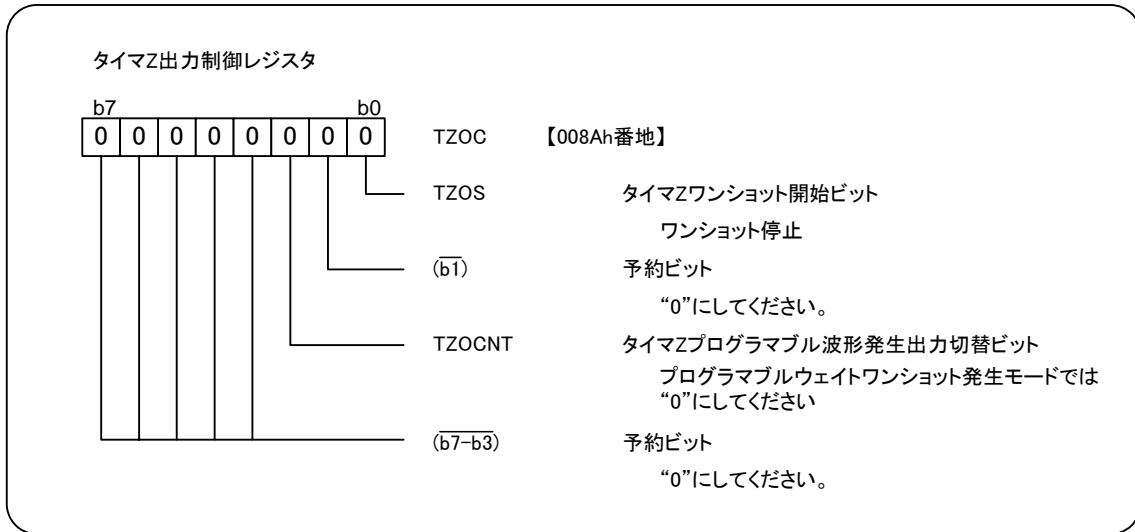 タイマZ出力制御レジスタ
b7 b0
0 0 0 0 0 0 0 0 TZOC 【008Ah番地】
TZOS タイマZワンショット開始ビット
ワンショット停止
(b1) 予約ビット
“0”にしてください。
TZOCNT タイマZプログラマブル波形発生出力切替ビット
プログラマブルウェイトワンショット発生モードでは
“0”にしてください
(b7-b3) 予約ビット
“0”にしてください。